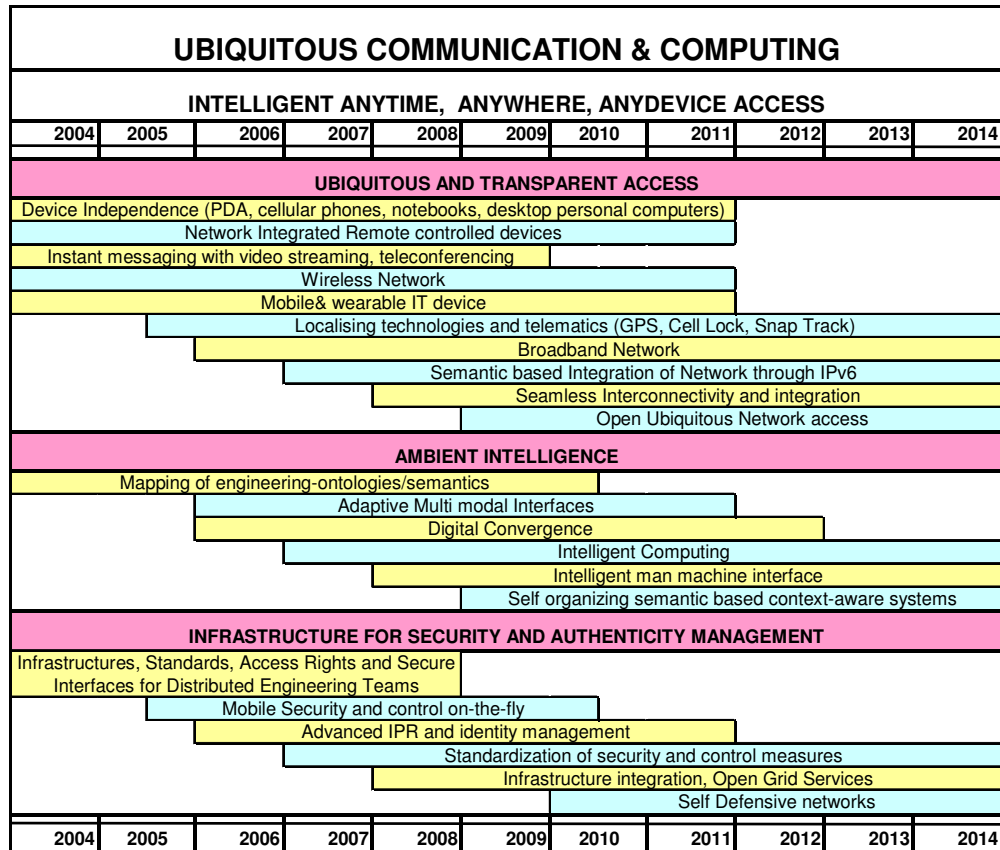 UBIQUITOUS COMMUNICATION & COMPUTING
INTELLIGENT ANYTIME, ANYWHERE, ANYDEVICE ACCESS
2004 2005 2006 2007 2008 2009 2010 2011 2012 2013 2014
UBIQUITOUS AND TRANSPARENT ACCESS
Device Independence (PDA, cellular phones, notebooks, desktop personal computers)
Network Integrated Remote controlled devices
Instant messaging with video streaming, teleconferencing
Wireless Network
Mobile& wearable IT device
Localising technologies and telematics (GPS, Cell Lock, Snap Track)
Broadband Network
Semantic based Integration of Network through IPv6
Seamless Interconnectivity and integration
Open Ubiquitous Network access
AMBIENT INTELLIGENCE
Mapping of engineering-ontologies/semantics
Adaptive Multi modal Interfaces
Digital Convergence
Intelligent Computing
Intelligent man machine interface
Self organizing semantic based context-aware systems
INFRASTRUCTURE FOR SECURITY AND AUTHENTICITY MANAGEMENT
Infrastructures, Standards, Access Rights and Secure
Interfaces for Distributed Engineering Teams
Mobile Security and control on-the-fly
Advanced IPR and identity management
Standardization of security and control measures
Infrastructure integration, Open Grid Services
Self Defensive networks
2004 2005 2006 2007 2008 2009 2010 2011 2012 2013 2014